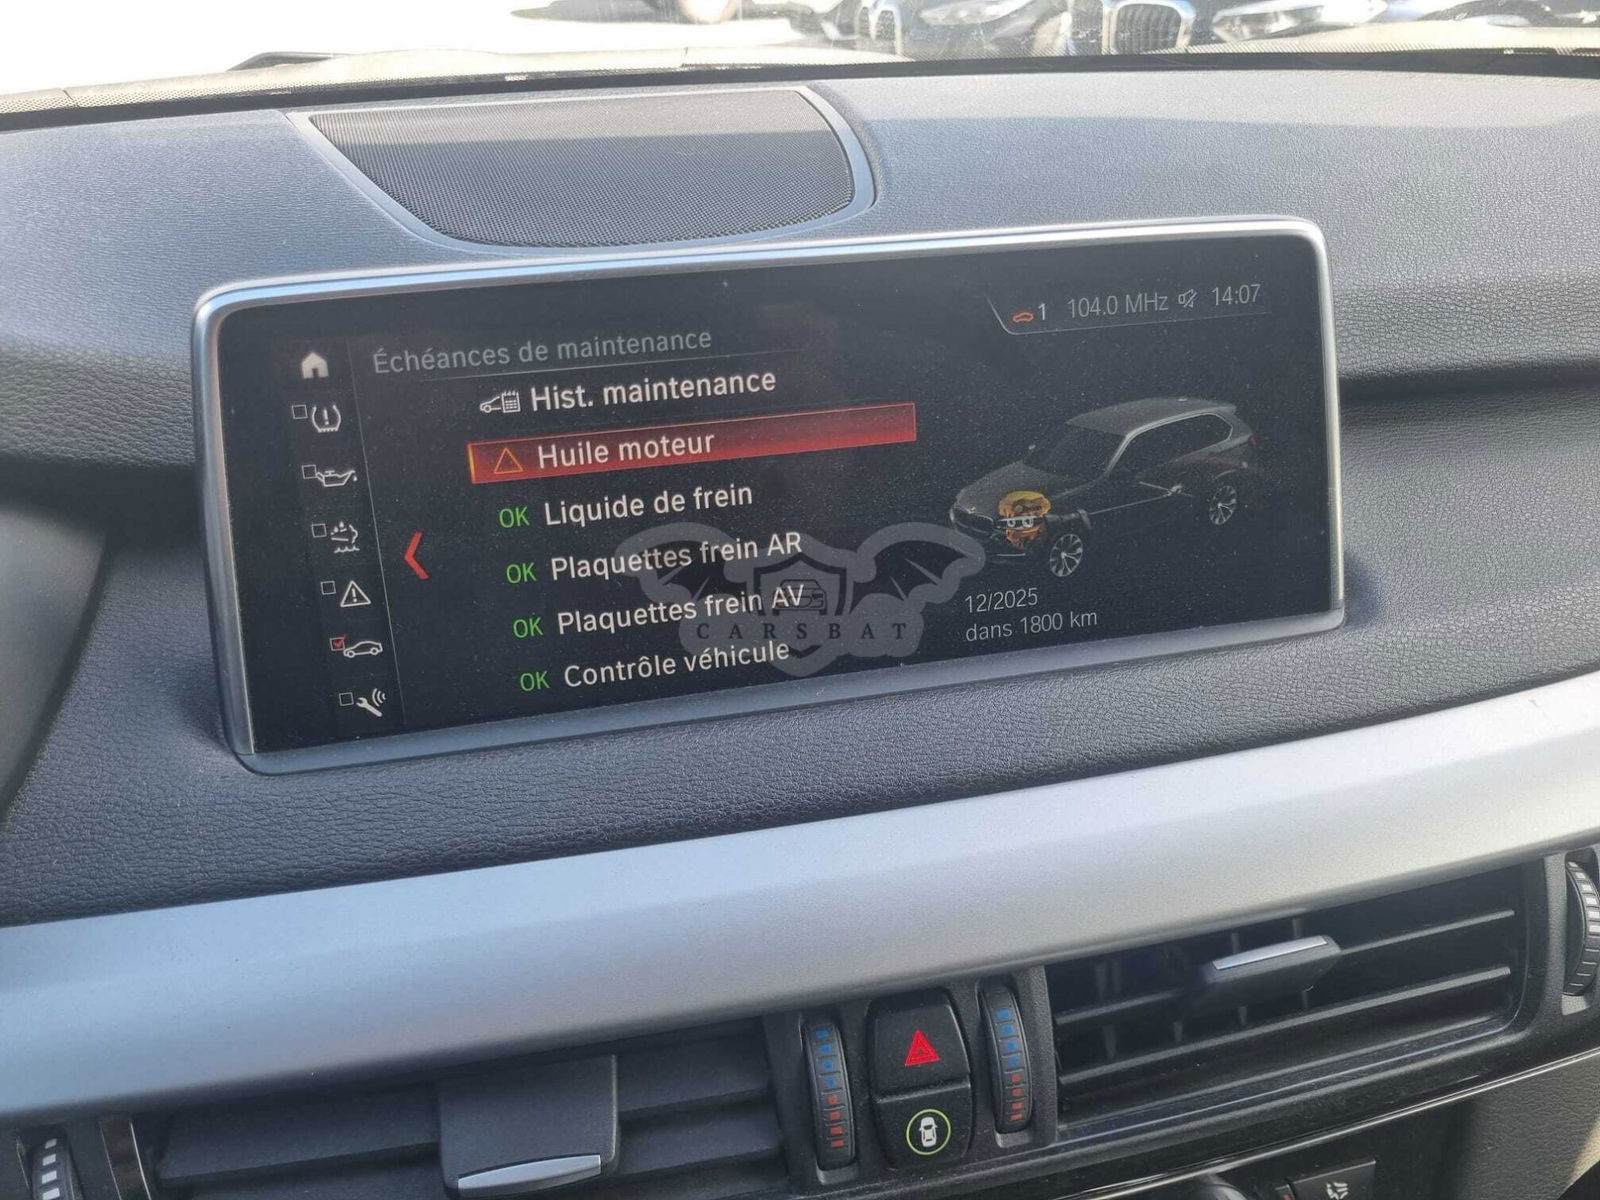 1 104.0 MHz 14:07
Échéances de maintenance
Hist. maintenance
Huile moteur
OK Liquide de frein
OK Plaquettes frein AR
OK Plaquettes frein AV
OK Contrôle véhicule
12/2025
dans 1800 km
CARSBAT